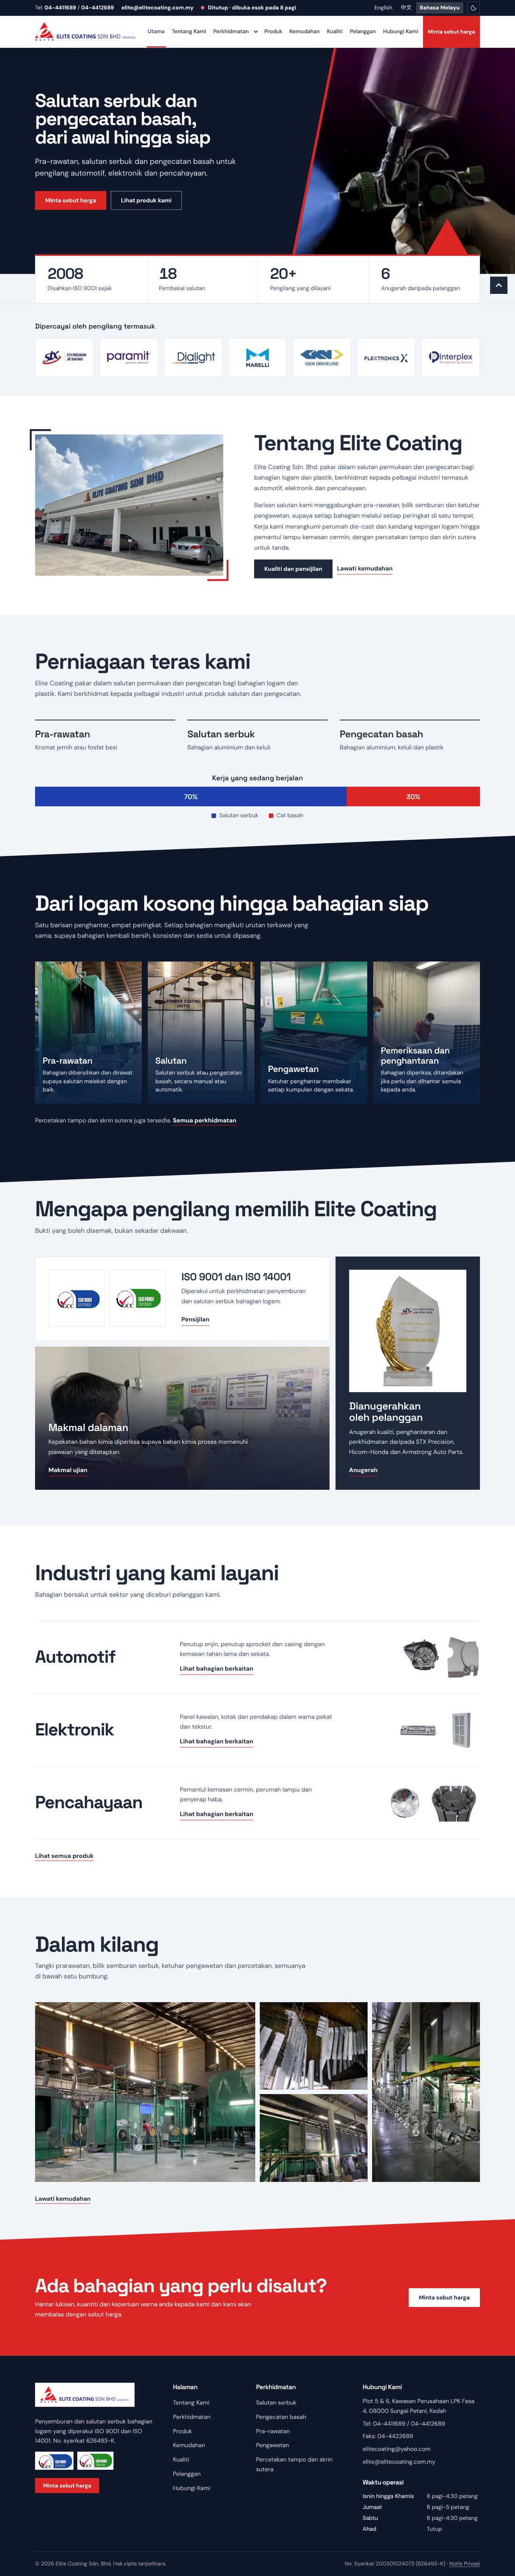 Tel: 04-4411689 / 04-4412689 elite@elitecoating.com.my Ditutup · dibuka esok pada 8 pagi English 中文 Bahasa Melayu
ELITE COATING SDN BHD
Utama Tentang Kami Perkhidmatan Produk Kemudahan Kualiti Pelanggan Hubungi Kami Minta sebut harga
Salutan serbuk dan
pengecatan basah,
dari awal hingga siap
Pra-rawatan, salutan serbuk dan pengecatan basah untuk
pengilang automotif, elektronik dan pencahayaan.
Minta sebut harga Lihat produk kami
2008 18 20+ 6
Disahkan ISO 9001 sejak Pembekal salutan Pengilang yang dilayani Anugerah daripada pelanggan
Dipercayai oleh pengilang termasuk
stx STX PRECISION (JB) SDN BHD
paramit
Dialight
MARELLI
GKN DRIVELINE
FLEXTRONICS
Interplex
Tentang Elite Coating
Elite Coating Sdn. Bhd. pakar dalam salutan permukaan dan pengecatan bagi
bahagian logam dan plastik, berkhidmat kepada pelbagai industri termasuk
automotif, elektronik dan pencahayaan.
Barisan salutan kami menggabungkan pra-rawatan, bilik semburan dan ketuhar
pengawetan, supaya setiap bahagian melalui setiap peringkat di satu tempat.
Kerja kami merangkumi perumah die-cast dan kandang kepingan logam hingga
pemantul lampu kemasan cermin, dengan percetakan tampo dan skrin sutera
untuk tanda.
ELITE COATING SDN BHD
Kualiti dan pensijilan Lawati kemudahan
Perniagaan teras kami
Elite Coating pakar dalam salutan permukaan dan pengecatan bagi bahagian logam dan
plastik. Kami berkhidmat kepada pelbagai industri untuk produk salutan dan pengecatan.
Pra-rawatan Salutan serbuk Pengecatan basah
Kromat jernih atau fosfat besi Bahagian aluminium dan keluli Bahagian aluminium, keluli dan plastik
Kerja yang sedang berjalan
70% 30%
Salutan serbuk Cat basah
Dari logam kosong hingga bahagian siap
Satu barisan penghantar, empat peringkat. Setiap bahagian mengikuti urutan terkawal yang
sama, supaya bahagian kembali bersih, konsisten dan sedia untuk dipasang.
POWDER COATING
Pra-rawatan
Bahagian dibersihkan dan dirawat
supaya salutan melekat dengan
baik.
Salutan
Salutan serbuk atau pengecatan
basah, secara manual atau
automatik.
Pengawetan
Ketuhar penghantar membakar
setiap kumpulan dengan sekata.
Pemeriksaan dan
penghantaran
Bahagian diperiksa, ditandakan
jika perlu dan dihantar semula
kepada anda.
Percetakan tampo dan skrin sutera juga tersedia. Semua perkhidmatan
Mengapa pengilang memilih Elite Coating
Bukti yang boleh disemak, bukan sekadar dakwaan.
GCC ISO 9001 CERTIFIED
GCC ISO 14001 CERTIFIED
ISO 9001 dan ISO 14001
Diperakui untuk perkhidmatan penyemburan
dan salutan serbuk bahagian logam.
Pensijilan
Makmal dalaman
Kepekatan bahan kimia diperiksa supaya bahan kimia proses memenuhi
piawaian yang ditetapkan.
Makmal ujian
Dianugerahkan
oleh pelanggan
Anugerah kualiti, penghantaran dan
perkhidmatan daripada STX Precision,
Hicom-Honda dan Armstrong Auto Parts.
Anugerah
Industri yang kami layani
Bahagian bersalut untuk sektor yang diceburi pelanggan kami.
Automotif
Penutup enjin, penutup sprocket dan casing dengan
kemasan tahan lama dan sekata.
Lihat bahagian berkaitan
Elektronik
Panel kawalan, kotak dan pendakap dalam warna pekat
dan tekstur.
Lihat bahagian berkaitan
Pencahayaan
Pemantul kemasan cermin, perumah lampu dan
penyerap haba.
Lihat bahagian berkaitan
Lihat semua produk
Dalam kilang
Tangki prarawatan, bilik semburan serbuk, ketuhar pengawetan dan percetakan, semuanya
di bawah satu bumbung.
Lawati kemudahan
Ada bahagian yang perlu disalut?
Hantar lukisan, kuantiti dan keperluan warna anda kepada kami dan kami akan
membalas dengan sebut harga.
Minta sebut harga
ELITE COATING SDN BHD
Penyemburan dan salutan serbuk bahagian
logam yang diperakui ISO 9001 dan ISO
14001. No. syarikat 626493-K.
GCC ISO 9001 CERTIFIED
GCC ISO 14001 CERTIFIED
Minta sebut harga
Halaman
Tentang Kami
Perkhidmatan
Produk
Kemudahan
Kualiti
Pelanggan
Hubungi Kami
Perkhidmatan
Salutan serbuk
Pengecatan basah
Pra-rawatan
Pengawetan
Percetakan tampo dan skrin
sutera
Hubungi Kami
Plot 5 & 6, Kawasan Perusahaan LPK Fasa
4, 08000 Sungai Petani, Kedah
Tel: 04-4411689 / 04-4412689
Faks: 04-4422689
elitecoating@yahoo.com
elite@elitecoating.com.my
Waktu operasi
Isnin hingga Khamis 8 pagi-4:30 petang
Jumaat 8 pagi-5 petang
Sabtu 8 pagi-4:30 petang
Ahad Tutup
© 2026 Elite Coating Sdn. Bhd. Hak cipta terpelihara. No. Syarikat 200301024073 (626493-K) · Notis Privasi